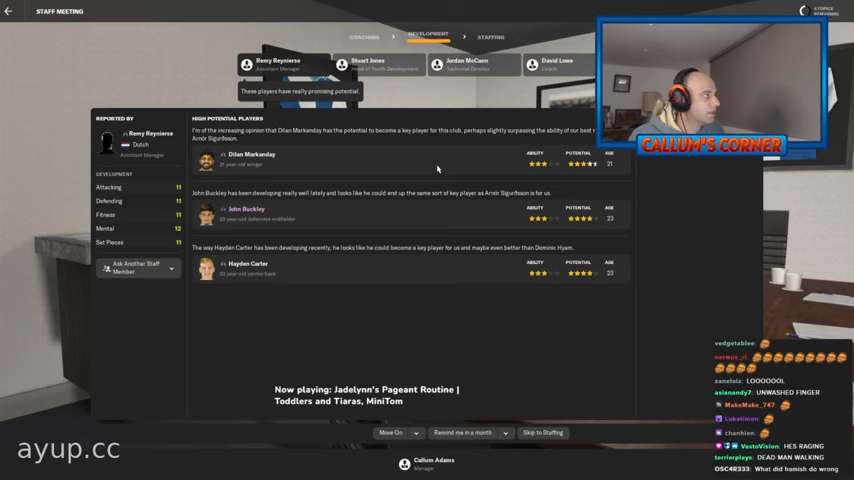 STAFF MEETING
4 TOPICS
REMAINING
COACHING
DEVELOPMENT
STAFFING
Remy Reynierse
Assistant Manager
Stuart Jones
Head of Youth Development
Jordan McCann
Technical Director
David Lowe
Coach
These players have really promising potential.
CALLUM'S CORNER
REPORTED BY
Remy Reynierse
Dutch
Assistant Manager
DEVELOPMENT
Attacking 11
Defending 11
Fitness 11
Mental 12
Set Pieces 11
Ask Another Staff
Member
HIGH POTENTIAL PLAYERS
I'm of the increasing opinion that Dilan Markanday has the potential to become a key player for this club, perhaps slightly surpassing the ability of our best
Arnór Sigurðsson.
Dilan Markanday
21 year-old winger
ABILITY POTENTIAL AGE
21
John Buckley has been developing really well lately and looks like he could end up the same sort of key player as Arnór Sigurðsson is for us.
John Buckley
23 year-old defensive midfielder
ABILITY POTENTIAL AGE
23
The way Hayden Carter has been developing recently, he looks like he could become a key player for us and maybe even better than Dominic Hyam.
Hayden Carter
23 year-old centre-back
ABILITY POTENTIAL AGE
23
Now playing: Jadelynn's Pageant Routine |
Toddlers and Tiaras, MiniTom
Move On
Remind me in a month
Skip to Staffing
Callum Adams
Manager
ayup.cc
vedgetablee:
nerwus_rl:
zaneloix: LOOOOOOL
asianandy7: UNWASHED FINGER
MakeMako_747:
Lukatimon:
chanhien:
VastoVision: HES RAGING
terrierplays: DEAD MAN WALKING
OSC4R333: What did hamish do wrong